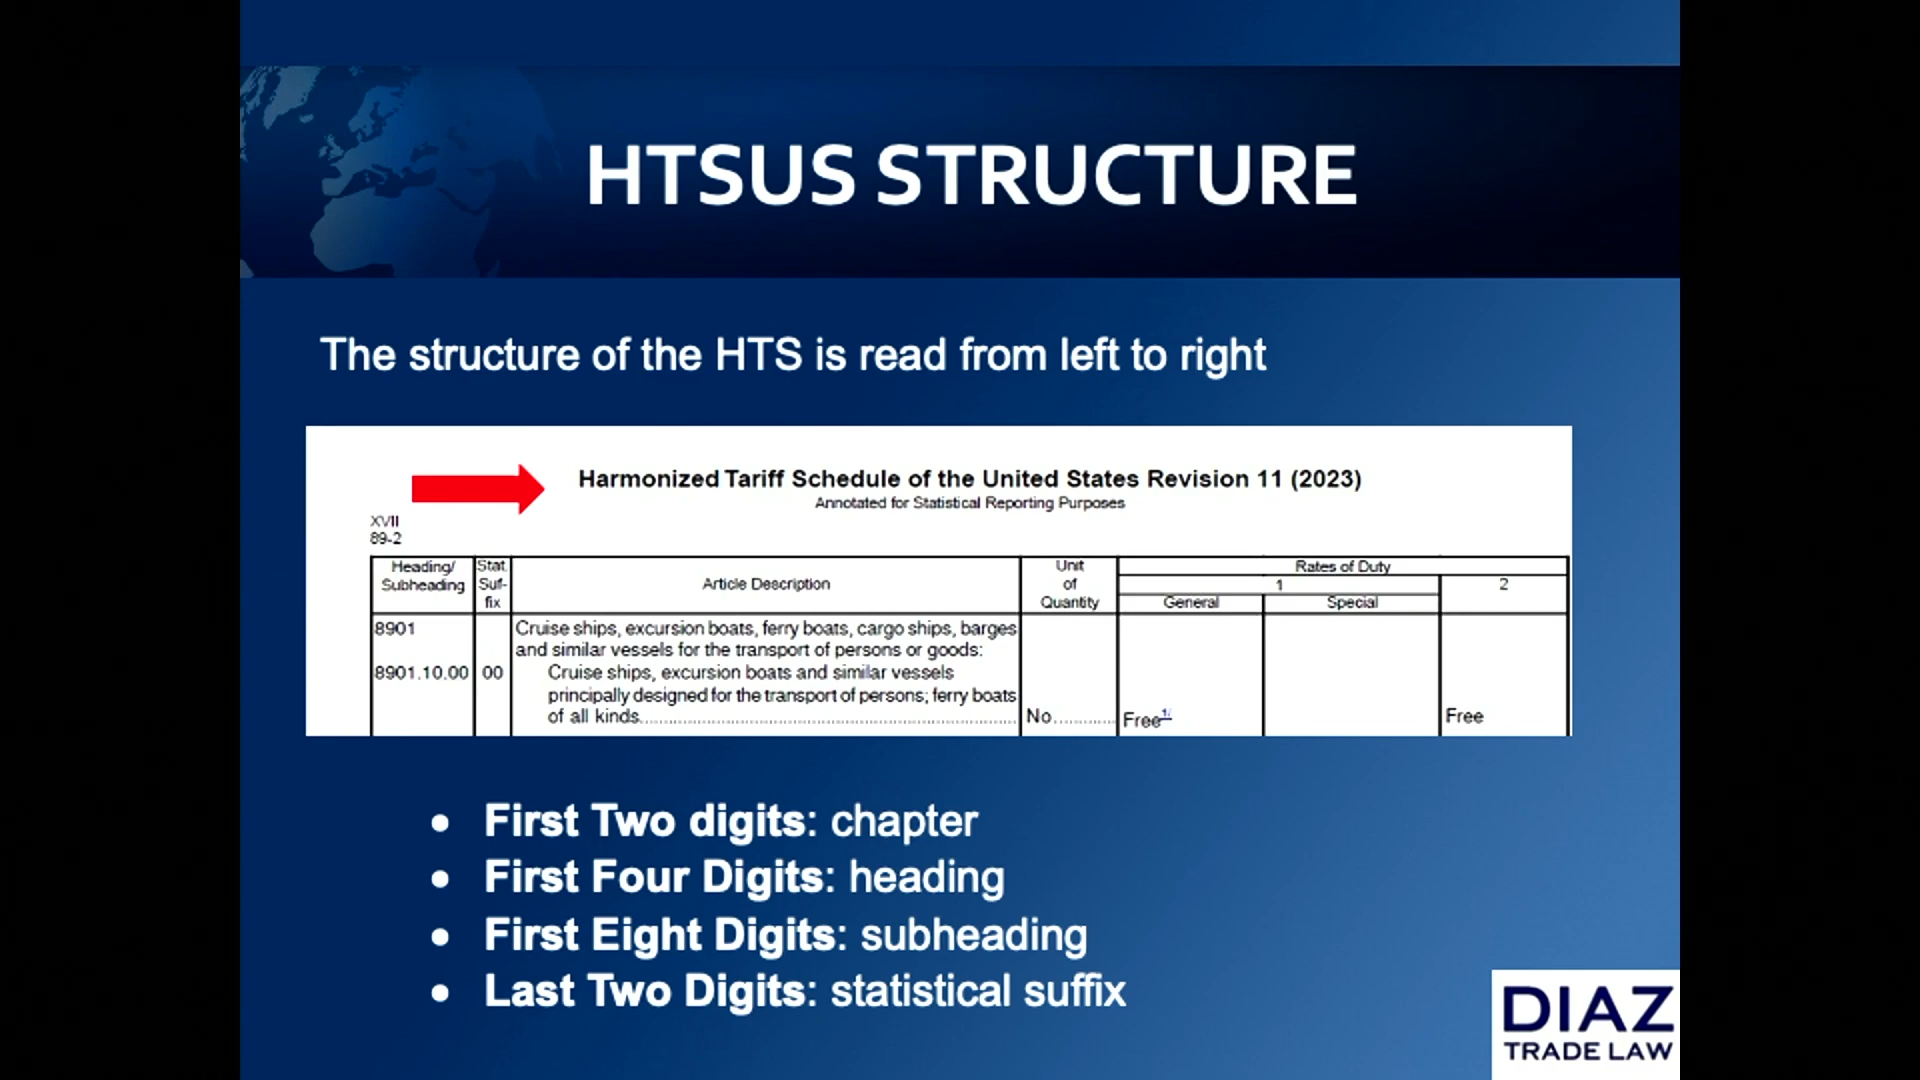 HTSUS STRUCTURE
The structure of the HTS is read from left to right
Harmonized Tariff Schedule of the United States Revision 11 (2023)
Annotated for Statistical Reporting Purposes
XVII
89-2
Heading/
Subheading
Stat.
Suf-
fix
Article Description
Unit
of
Quantity
Rates of Duty
1
2
General
Special
8901
Cruise ships, excursion boats, ferry boats, cargo ships, barges
and similar vessels for the transport of persons or goods:
8901.10.00
00
Cruise ships, excursion boats and similar vessels
principally designed for the transport of persons; ferry boats
of all kinds........................................................................
No............
Free1/
Free
• First Two digits: chapter
• First Four Digits: heading
• First Eight Digits: subheading
• Last Two Digits: statistical suffix
DIAZ
TRADE LAW